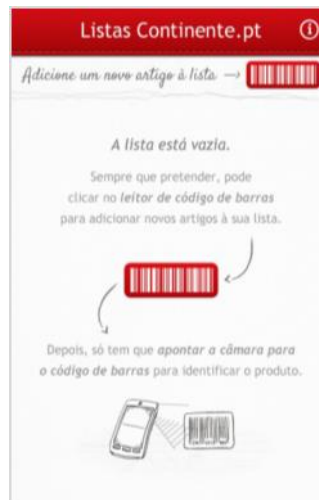 Listas Continente.pt
Adicione um novo artigo à lista
A lista está vazia.
Sempre que pretender, pode
clicar no leitor de código de barras
para adicionar novos artigos à sua lista.
Depois, só tem que apontar a câmara para
o código de barras para identificar o produto.